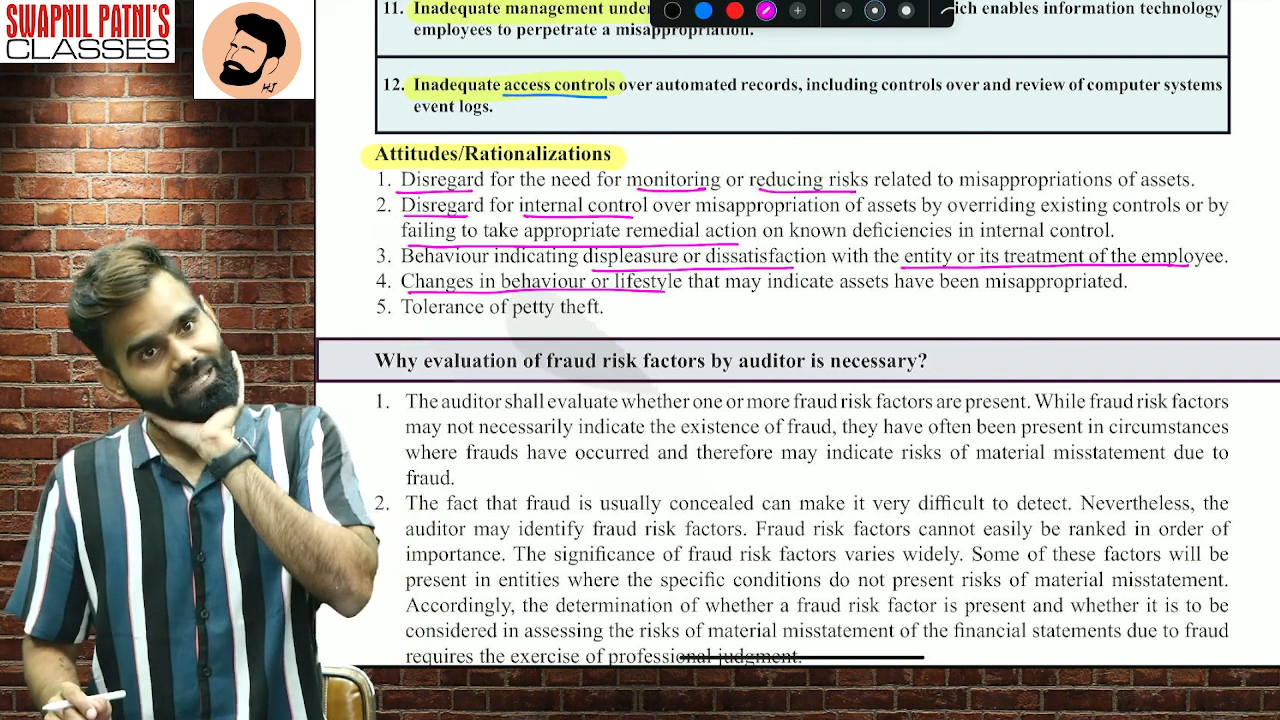 SWAPNIL PATNI'S
CLASSES
11. Inadequate management unde ich enables information technology
employees to perpetrate a misappropriation.
12. Inadequate access controls over automated records, including controls over and review of computer systems
event logs.
Attitudes/Rationalizations
1. Disregard for the need for monitoring or reducing risks related to misappropriations of assets.
2. Disregard for internal control over misappropriation of assets by overriding existing controls or by
failing to take appropriate remedial action on known deficiencies in internal control.
3. Behaviour indicating displeasure or dissatisfaction with the entity or its treatment of the employee.
4. Changes in behaviour or lifestyle that may indicate assets have been misappropriated.
5. Tolerance of petty theft.
Why evaluation of fraud risk factors by auditor is necessary?
1. The auditor shall evaluate whether one or more fraud risk factors are present. While fraud risk factors
may not necessarily indicate the existence of fraud, they have often been present in circumstances
where frauds have occurred and therefore may indicate risks of material misstatement due to
fraud.
2. The fact that fraud is usually concealed can make it very difficult to detect. Nevertheless, the
auditor may identify fraud risk factors. Fraud risk factors cannot easily be ranked in order of
importance. The significance of fraud risk factors varies widely. Some of these factors will be
present in entities where the specific conditions do not present risks of material misstatement.
Accordingly, the determination of whether a fraud risk factor is present and whether it is to be
considered in assessing the risks of material misstatement of the financial statements due to fraud
requires the exercise of professional judgment.